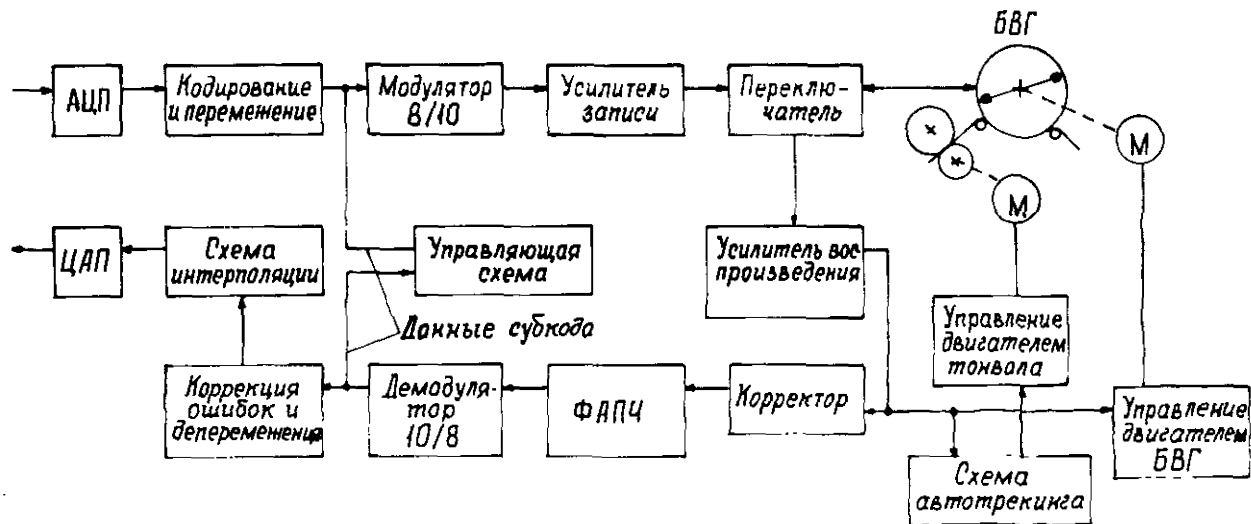 БВГ
АЦП
Кодирование
и перемежение
Модулятор
8/10
Усилитель
записи
Переклю-
чатель
М
М
ЦАП
Схема
интерполяции
Управляющая
схема
Усилитель вос
произведения
Данные субкода
Управление
двигателем
тонвала
Коррекция
ошибок и
деперемежения
Демодуля-
тор
10/8
ФАПЧ
Корректор
Управление
двигателем
БВГ
Схема
автотрекинга